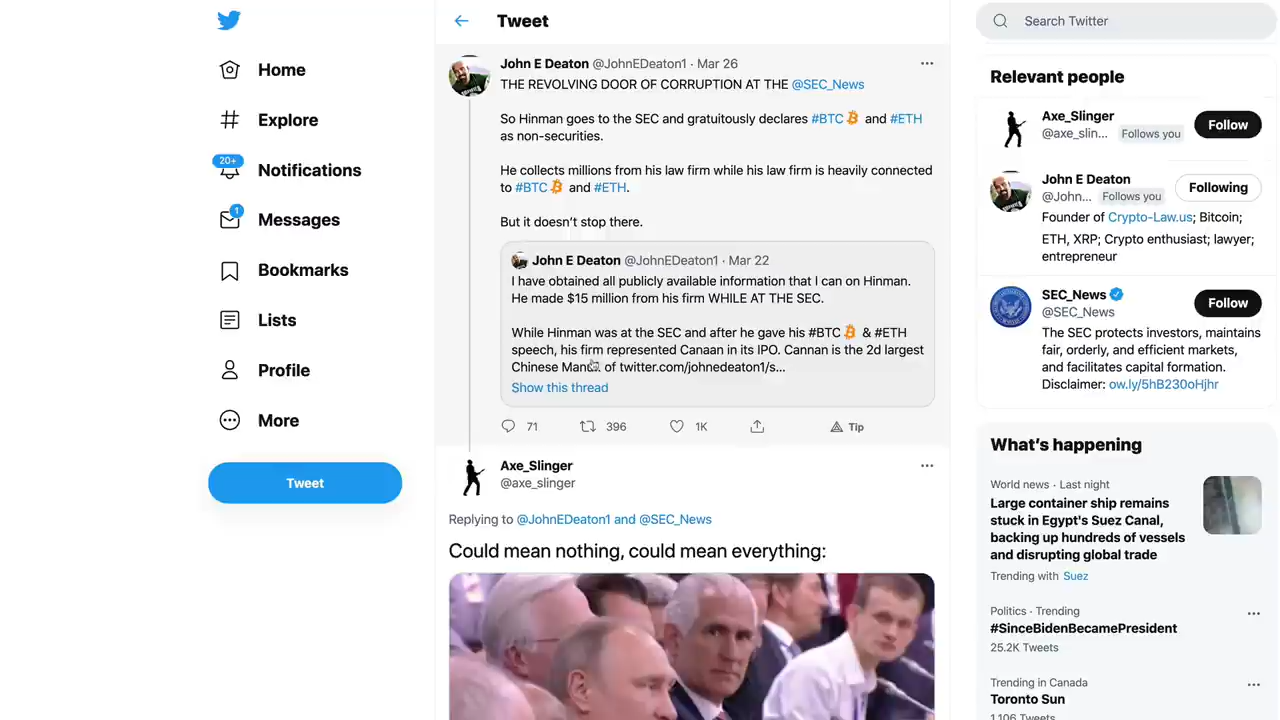 Tweet
Search Twitter
Home
Explore
20+
Notifications
1
Messages
Bookmarks
Lists
Profile
More
Tweet
John E Deaton @JohnEDeaton1 · Mar 26
THE REVOLVING DOOR OF CORRUPTION AT THE @SEC_News
So Hinman goes to the SEC and gratuitously declares #BTC and #ETH
as non-securities.
He collects millions from his law firm while his law firm is heavily connected
to #BTC and #ETH.
But it doesn't stop there.
John E Deaton @JohnEDeaton1 · Mar 22
I have obtained all publicly available information that I can on Hinman.
He made $15 million from his firm WHILE AT THE SEC.
While Hinman was at the SEC and after he gave his #BTC & #ETH
speech, his firm represented Canaan in its IPO. Cannan is the 2d largest
Chinese of twitter.com/johnedeaton1/s...
Show this thread
71
396
1K
Tip
Axe_Slinger
@axe_slinger
Replying to @JohnEDeaton1 and @SEC_News
Could mean nothing, could mean everything:
Relevant people
Axe_Slinger
@axe_slin... Follows you
Follow
John E Deaton
@John... Follows you
Following
Founder of Crypto-Law.us; Bitcoin;
ETH, XRP; Crypto enthusiast; lawyer;
entrepreneur
SEC_News
@SEC_News
Follow
The SEC protects investors, maintains
fair, orderly, and efficient markets,
and facilitates capital formation.
Disclaimer: ow.ly/5hB230oHjhr
What's happening
World news · Last night
Large container ship remains
stuck in Egypt's Suez Canal,
backing up hundreds of vessels
and disrupting global trade
Trending with Suez
Politics · Trending
#SinceBidenBecamePresident
25.2K Tweets
Trending in Canada
Toronto Sun
1,106 Tweets